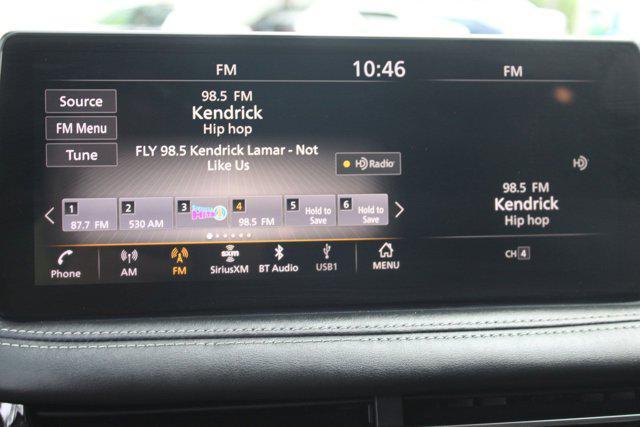 FM 10:46 FM
Source
98.5 FM
Kendrick
Hip hop
FM Menu
Tune
FLY 98.5 Kendrick Lamar - Not
Like Us
HD Radio
HD
98.5 FM
Kendrick
Hip hop
1 2 3 4 5 6
87.7 FM 530 AM 98.5 FM Hold to Save Hold to Save
Phone AM FM SiriusXM BT Audio USB1 MENU
sxm
CH 4